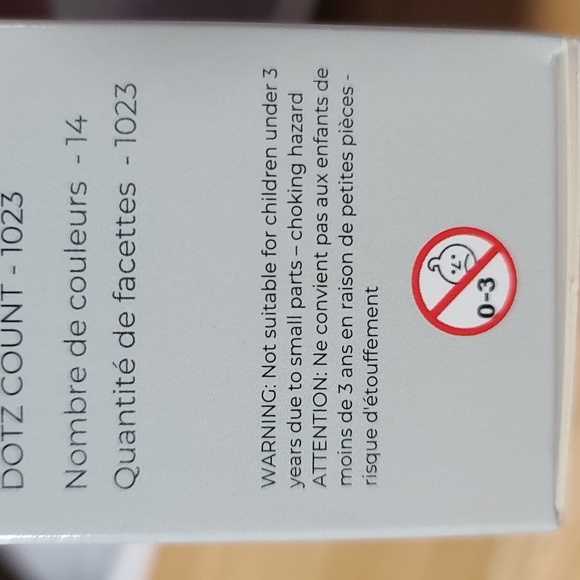 DOTZ COUNT - 1023
Nombre de couleurs - 14
Quantité de facettes - 1023
WARNING: Not suitable for children under 3
years due to small parts – choking hazard
ATTENTION: Ne convient pas aux enfants de
moins de 3 ans en raison de petites pièces -
risque d'étouffement
0-3